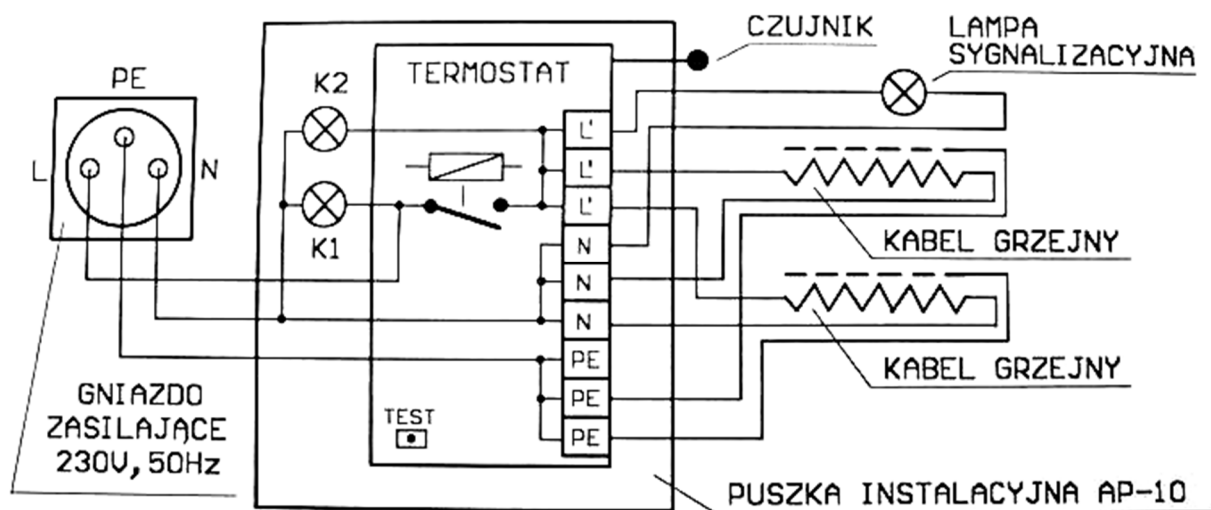 CZUJNIK
LAMPA
SYGNALIZACYJNA
PE
L
N
K2
K1
TERMOSTAT
L'
L'
L'
N
N
N
PE
PE
PE
TEST
KABEL GRZEJNY
KABEL GRZEJNY
GNIAZDO
ZASILAJĄCE
230V, 50Hz
PUSZKA INSTALACYJNA AP-10